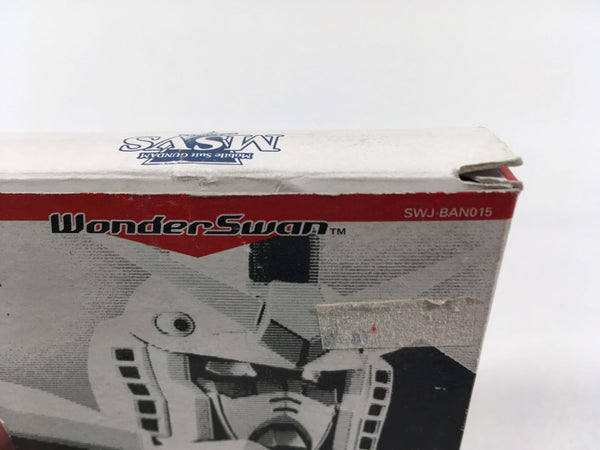 Mobile Suit GUNDAM
MSVS
WonderSwan™
SWJ-BAN015